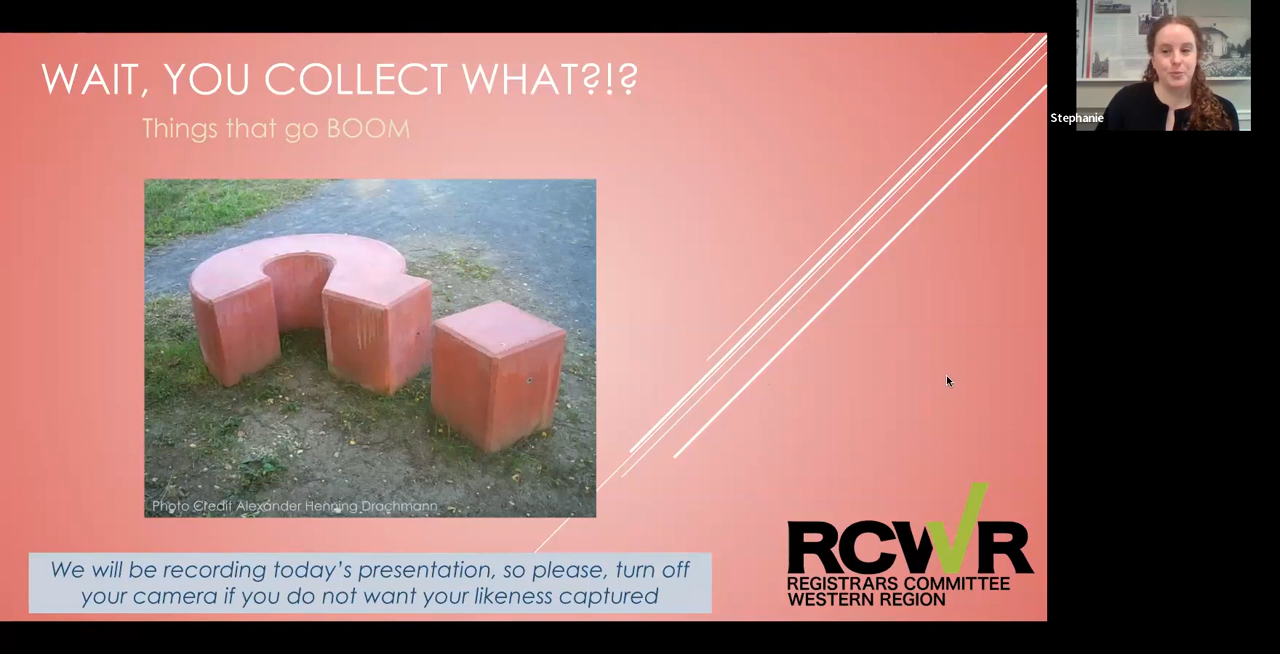 WAIT, YOU COLLECT WHAT?!?
Things that go BOOM
Photo Credit Alexander Henning Drachmann
We will be recording today's presentation, so please, turn off
your camera if you do not want your likeness captured
RCWR
REGISTRARS COMMITTEE
WESTERN REGION
Stephanie